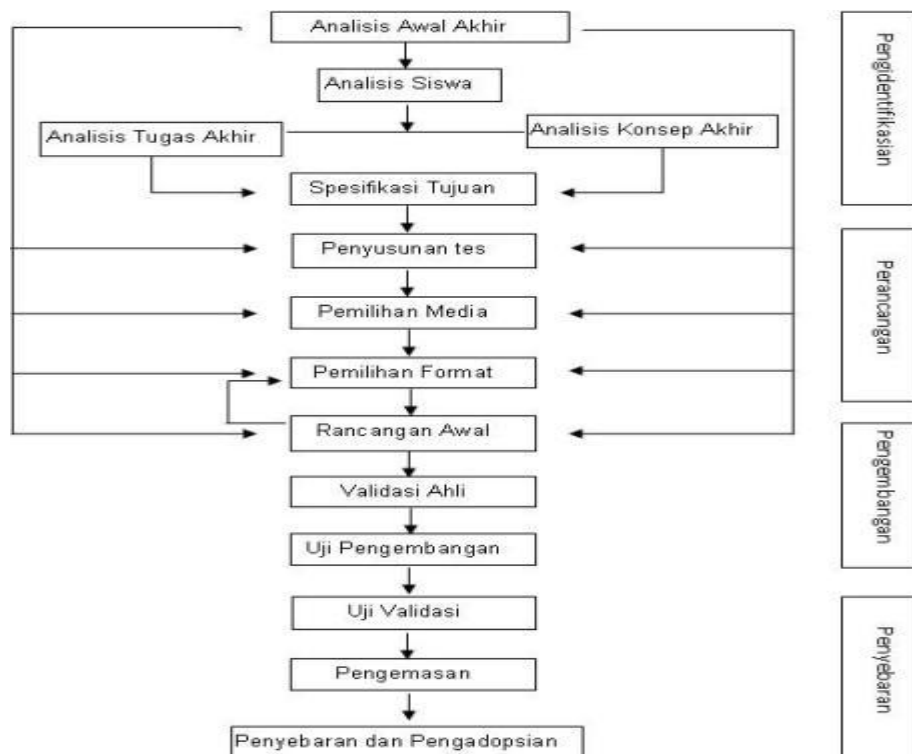 Analisis Awal Akhir
Analisis Siswa
Analisis Tugas Akhir
Analisis Konsep Akhir
Spesifikasi Tujuan
Penyusunan tes
Pemilihan Media
Pemilihan Format
Rancangan Awal
Validasi Ahli
Uji Pengembangan
Uji Validasi
Pengemasan
Penyebaran dan Pengadopsian
Pengidentifikasian
Perancangan
Pengembangan
Penyebaran